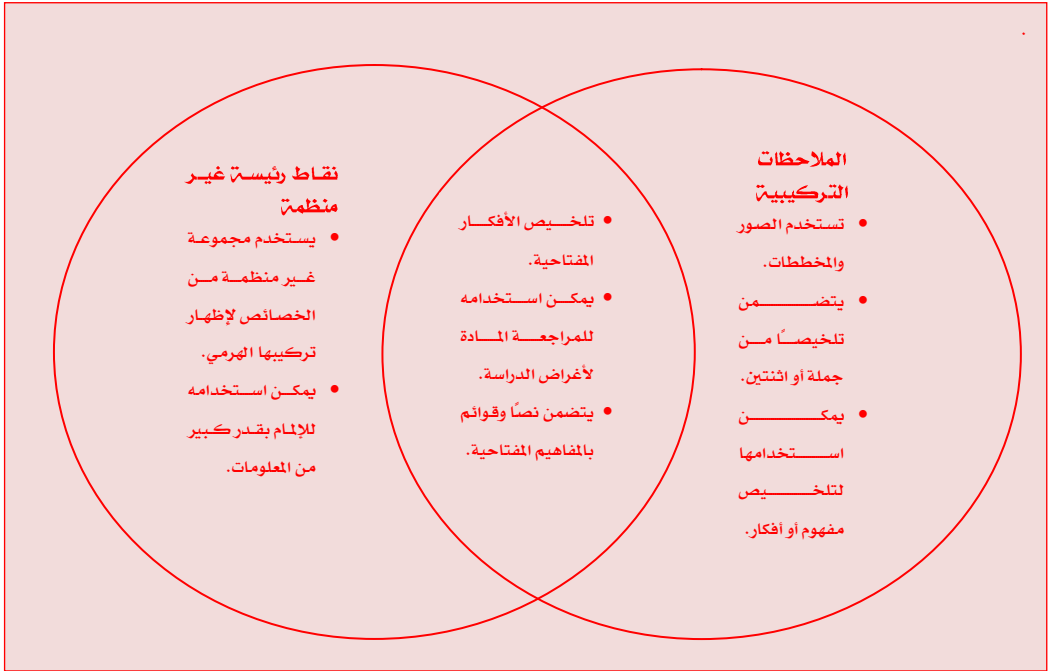 الملاحظات
التركيبية
• تستخدم الصور
والمخططات.
• يتضمن
تلخيصًا من
جملة أو اثنتين.
• يمكن
استخدامها
لتلخيص
مفهوم أو أفكار.
• تلخيص الأفكار
المفتاحية.
• يمكن استخدامه
للمراجعة المادة
لأغراض الدراسة.
• يتضمن نصًا وقوائم
بالمفاهيم المفتاحية.
نقاط رئيسة غير
منظمة
• يستخدم مجموعة
غير منظمة من
الخصائص لإظهار
تركيبها الهرمي.
• يمكن استخدامه
للإلمام بقدر كبير
من المعلومات.